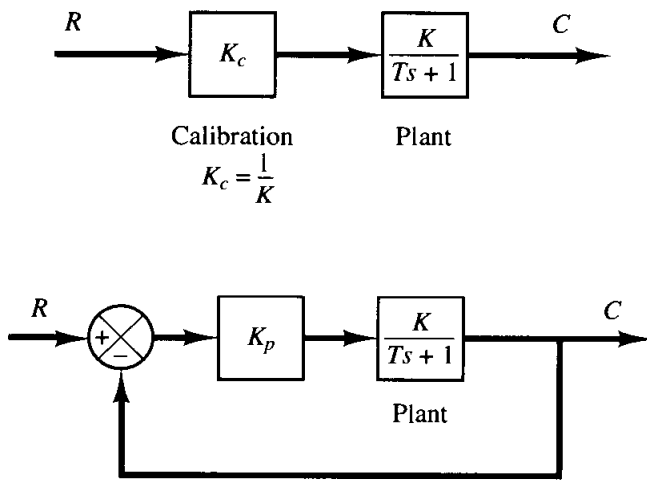 R
C
K_c
K
Ts + 1
Calibration
Plant
K_c = 1/K
R
C
+
−
K_p
K
Ts + 1
Plant